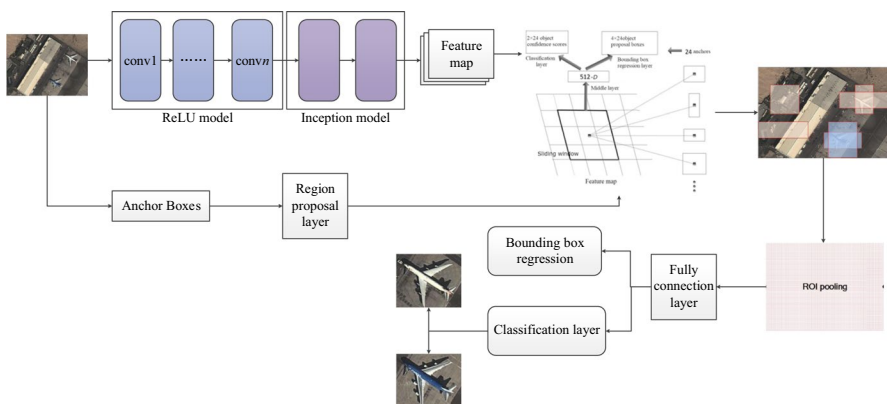 conv1
......
convn
ReLU model
Inception model
Feature
map
2×24 object
confidence scores
Classification
layer
4×24object
proposal boxes
Bounding box
regression layer
24 anchors
512-D
Middle layer
Sliding window
Feature map
Anchor Boxes
Region
proposal
layer
Bounding box
regression
Fully
connection
layer
ROI pooling
Classification layer